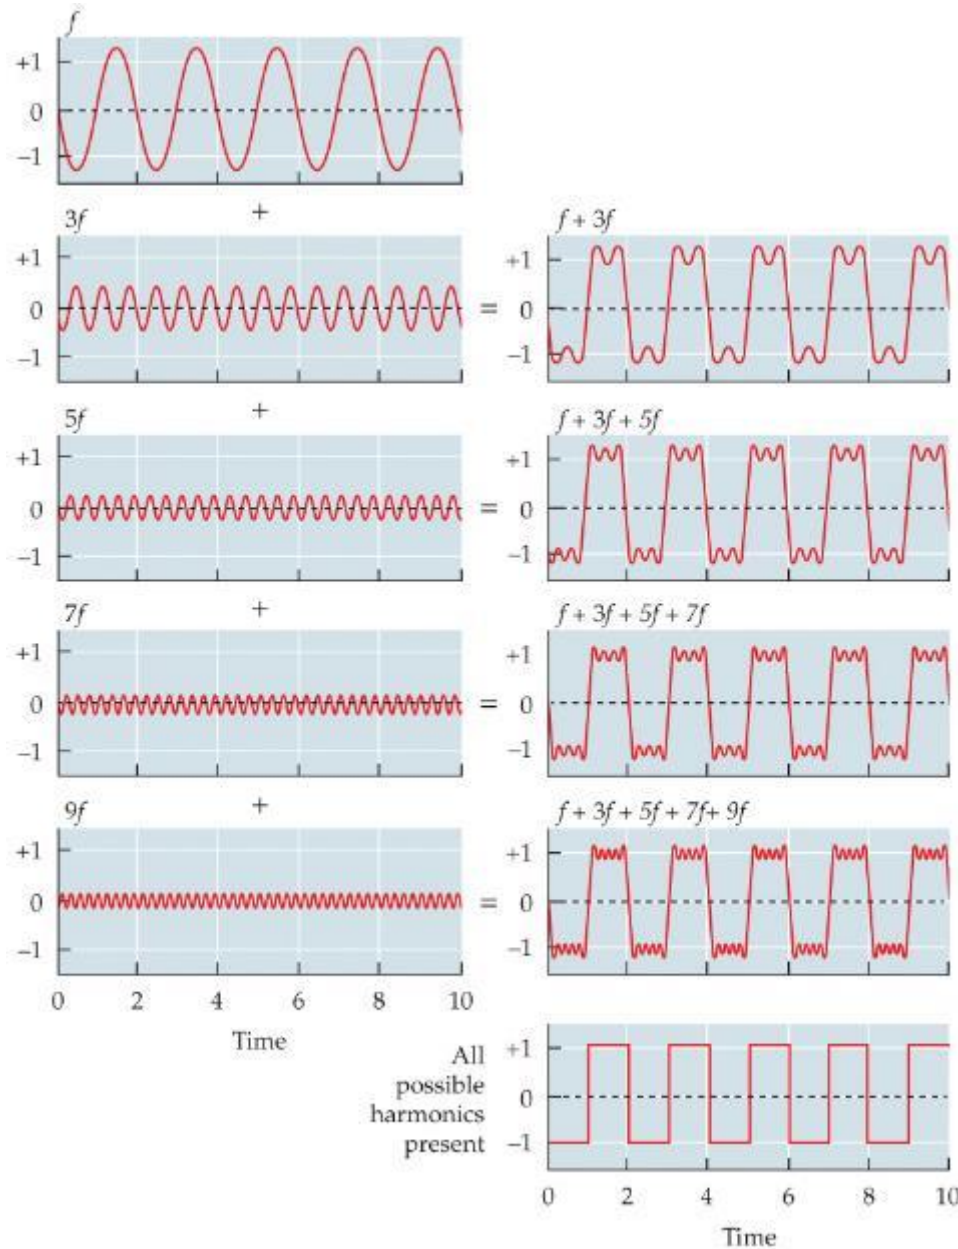 f
+1
0
−1
+
3f
f + 3f
+1
0
−1
=
+1
0
−1
+
5f
f + 3f + 5f
+1
0
−1
=
+1
0
−1
+
7f
f + 3f + 5f + 7f
+1
0
−1
=
+1
0
−1
+
9f
f + 3f + 5f + 7f+ 9f
+1
0
−1
=
+1
0
−1
0 2 4 6 8 10
Time
All
possible
harmonics
present
+1
0
−1
0 2 4 6 8 10
Time